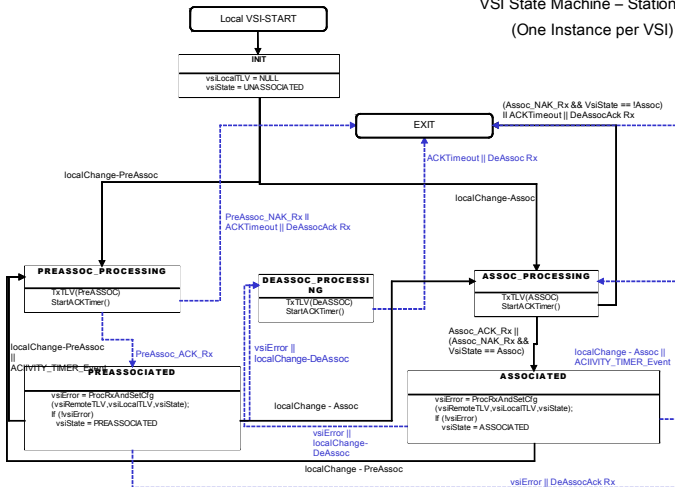 VSI State Machine – Station
(One Instance per VSI)
Local VSI-START
INIT
vsiLocalTLV = NULL
vsiState = UNASSOCIATED
EXIT
(Assoc_NAK_Rx && VsiState == !Assoc)
II ACKTimeout || DeAssocAck Rx
ACKTimeout || DeAssoc Rx
localChange-PreAssoc
localChange-Assoc
PreAssoc_NAK_Rx II
ACKTimeout || DeAssocAck Rx
PREASSOC_PROCESSING
TxTLV(PreASSOC)
StartACKTimer()
DEASSOC_PROCESSI
NG
TxTLV(DeASSOC)
StartACKTimer()
ASSOC_PROCESSING
TxTLV(ASSOC)
StartACKTimer()
localChange-PreAssoc
||
ACIIVITY_TIMER_Event
PreAssoc_ACK_Rx
vsiError ||
localChange-DeAssoc
Assoc_ACK_Rx ||
(Assoc_NAK_Rx &&
VsiState == Assoc)
localChange - Assoc ||
ACIIVITY_TIMER_Event
PREASSOCIATED
vsiError = ProcRxAndSetCfg
(vsiRemoteTLV,vsiLocalTLV,vsiState);
If (!vsiError)
vsiState = PREASSOCIATED
localChange - Assoc
ASSOCIATED
vsiError = ProcRxAndSetCfg
(vsiRemoteTLV,vsiLocalTLV,vsiState);
If (!vsiError)
vsiState = ASSOCIATED
vsiError ||
localChange-
DeAssoc
localChange - PreAssoc
vsiError || DeAssocAck Rx